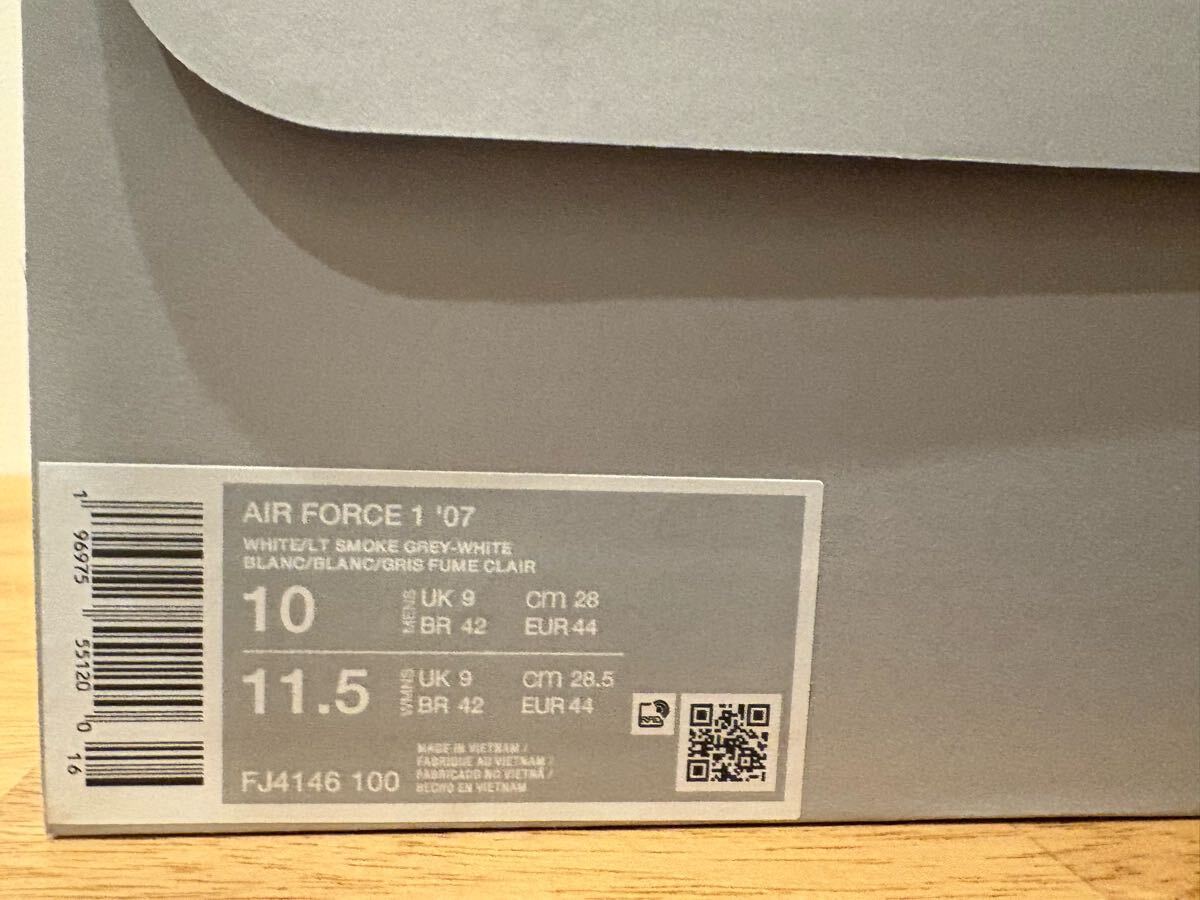 AIR FORCE 1 '07
WHITE/LT SMOKE GREY-WHITE
BLANC/BLANC/GRIS FUME CLAIR
10 MENS UK 9 cm 28
BR 42 EUR 44
11.5 WMNS UK 9 cm 28.5
BR 42 EUR 44
RFID
MADE IN VIETNAM /
FABRIQUE AU VIETNAM /
FABRICADO NO VIETNÃ /
HECHO EN VIETNAM
FJ4146 100
1 96975 55120 0 16